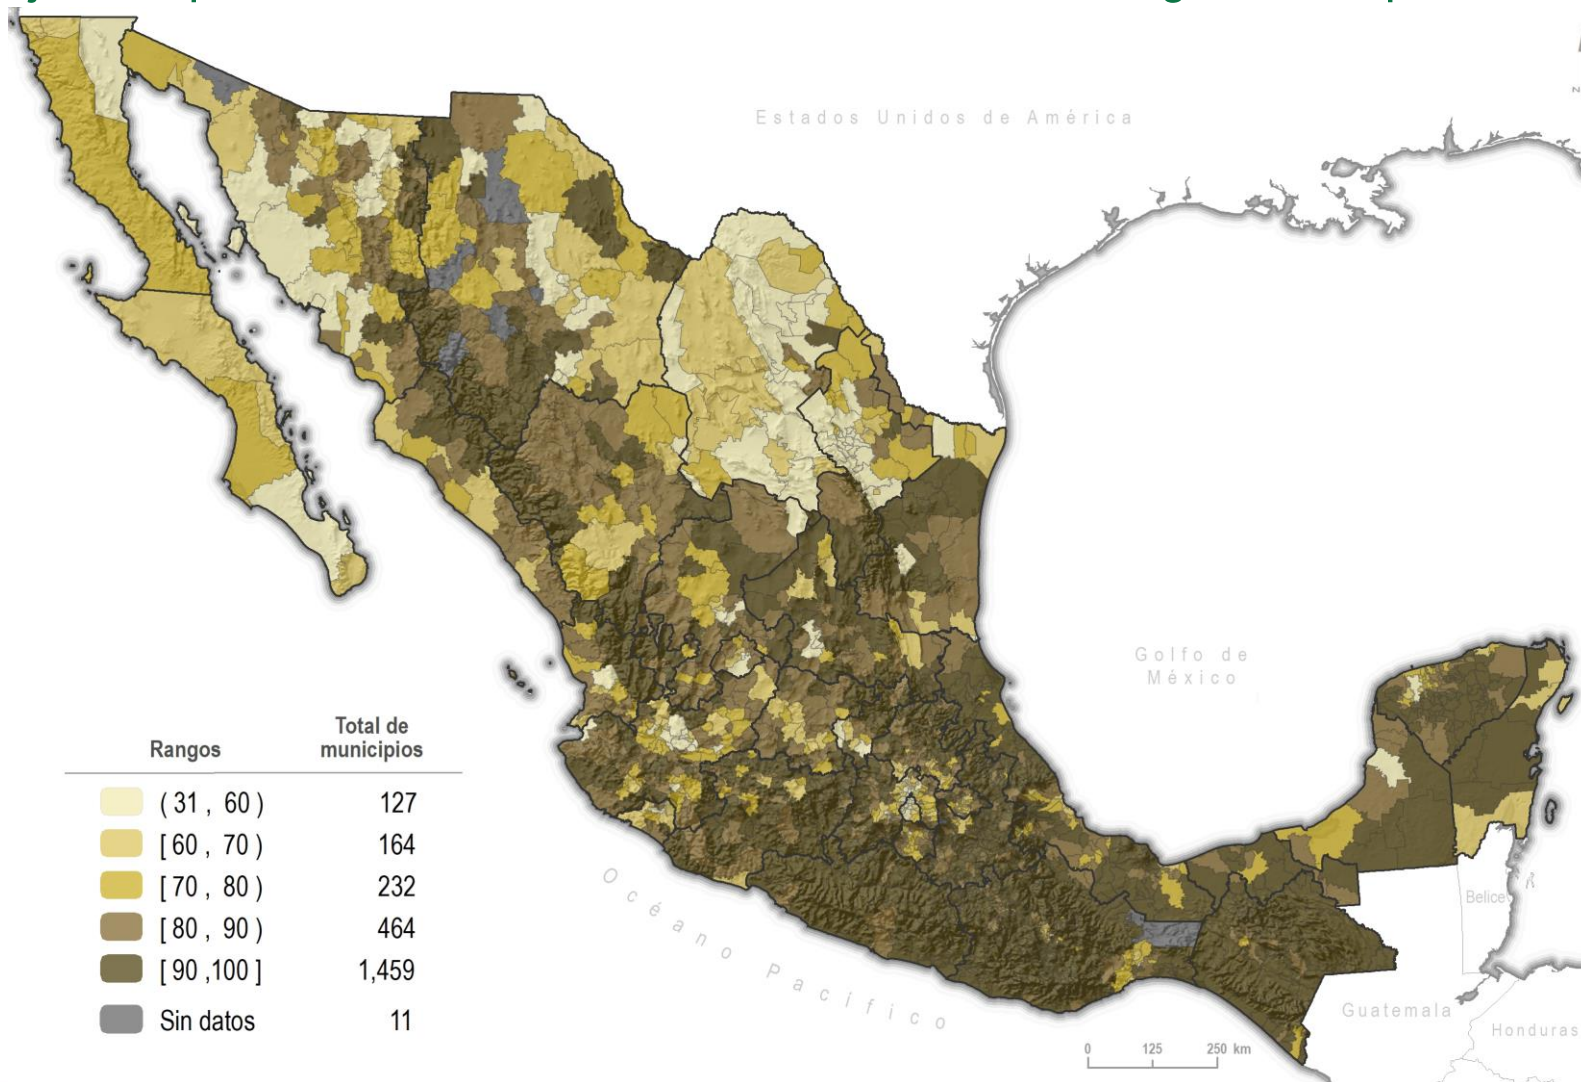 Estados Unidos de América
Golfo de
México
Rangos
Total de
municipios
( 31 , 60 )
127
[ 60 , 70 )
164
[ 70 , 80 )
232
[ 80 , 90 )
464
[ 90 ,100 ]
1,459
Sin datos
11
Océano Pacífico
Belice
Guatemala
Honduras
0 125 250 km